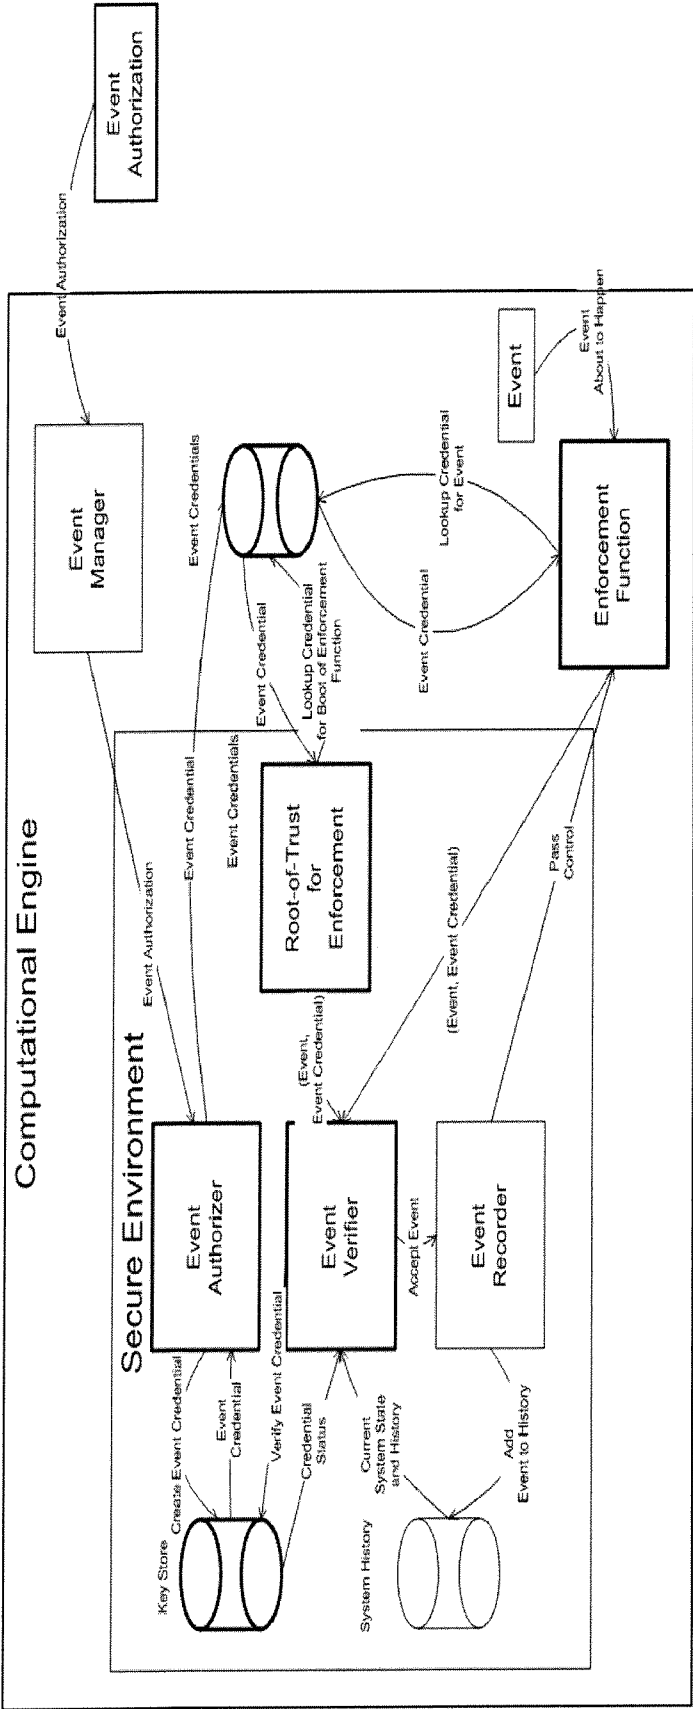 Computational Engine
Secure Environment
Event
Authorization
Event Authorization
Event
Manager
Event Authorization
Event Credentials
Event Credential
Event Credentials
Key Store
Create Event Credential
Event
Credential
Event
Authorizer
Event Credential
Lookup Credential
for Boot of Enforcement
Function
Root-of-Trust
for
Enforcement
Verify Event Credential
Credential
Status
(Event,
Event Credential)
Event
Verifier
Lookup Credential
for Event
Event Credential
Event
Event
About to Happen
System History
Current
System State
and History
Accept Event
(Event, Event Credential)
Add
Event to History
Event
Recorder
Pass
Control
Enforcement
Function